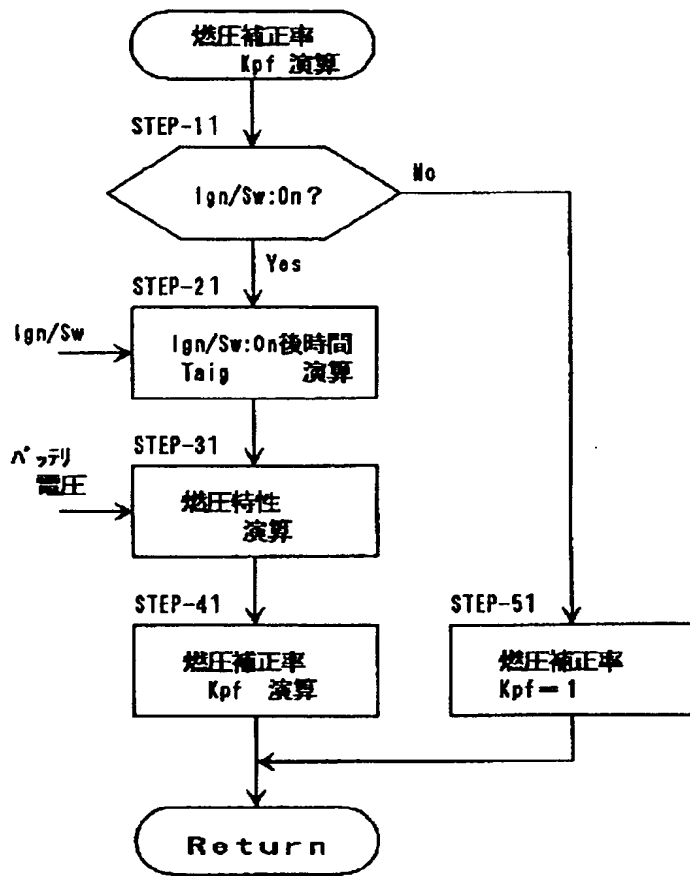 燃圧補正率
Kpf 演算
STEP-11
Ign/Sw:On?
No
Yes
STEP-21
Ign/Sw
Ign/Sw:On後時間
Taig 演算
STEP-31
バッテリ
電圧
燃圧特性
演算
STEP-41
燃圧補正率
Kpf 演算
STEP-51
燃圧補正率
Kpf=1
Return